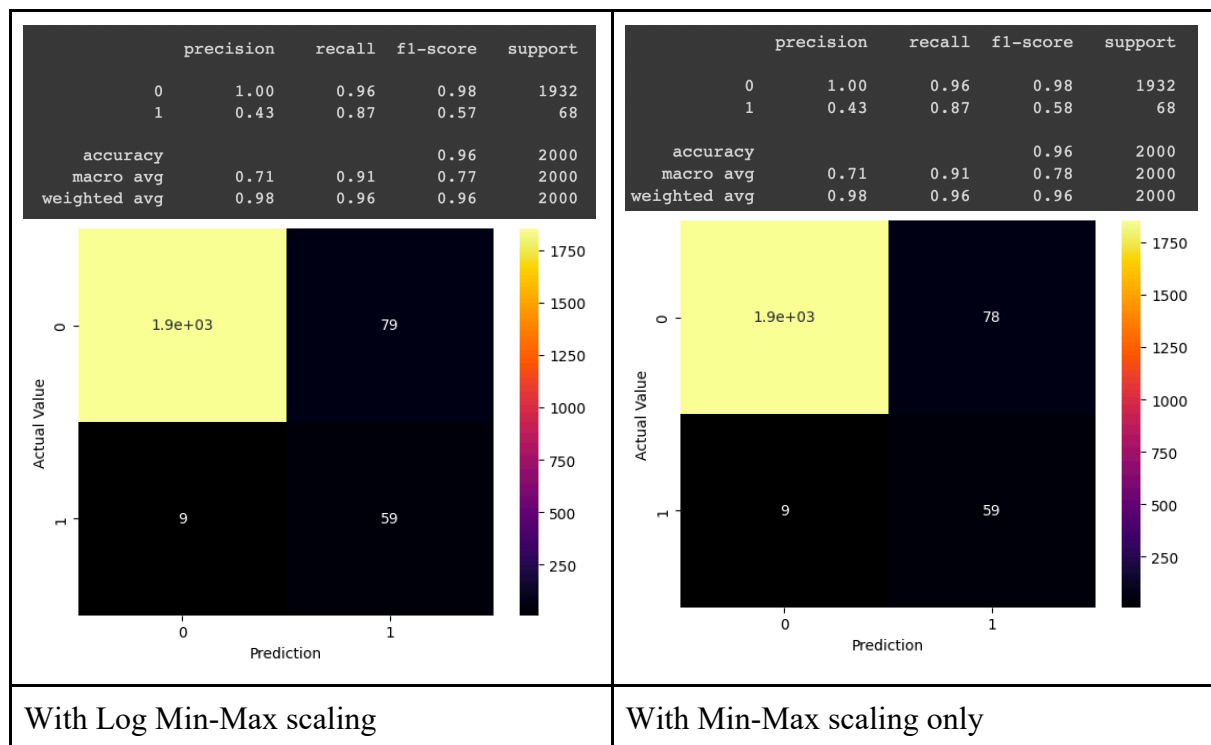 precision recall f1-score support
0 1.00 0.96 0.98 1932
1 0.43 0.87 0.57 68
accuracy 0.96 2000
macro avg 0.71 0.91 0.77 2000
weighted avg 0.98 0.96 0.96 2000
1.9e+03 79
9 59
0
1
Actual Value
0 1
Prediction
1750
1500
1250
1000
750
500
250
With Log Min-Max scaling
precision recall f1-score support
0 1.00 0.96 0.98 1932
1 0.43 0.87 0.58 68
accuracy 0.96 2000
macro avg 0.71 0.91 0.78 2000
weighted avg 0.98 0.96 0.96 2000
1.9e+03 78
9 59
0
1
Actual Value
0 1
Prediction
1750
1500
1250
1000
750
500
250
With Min-Max scaling only